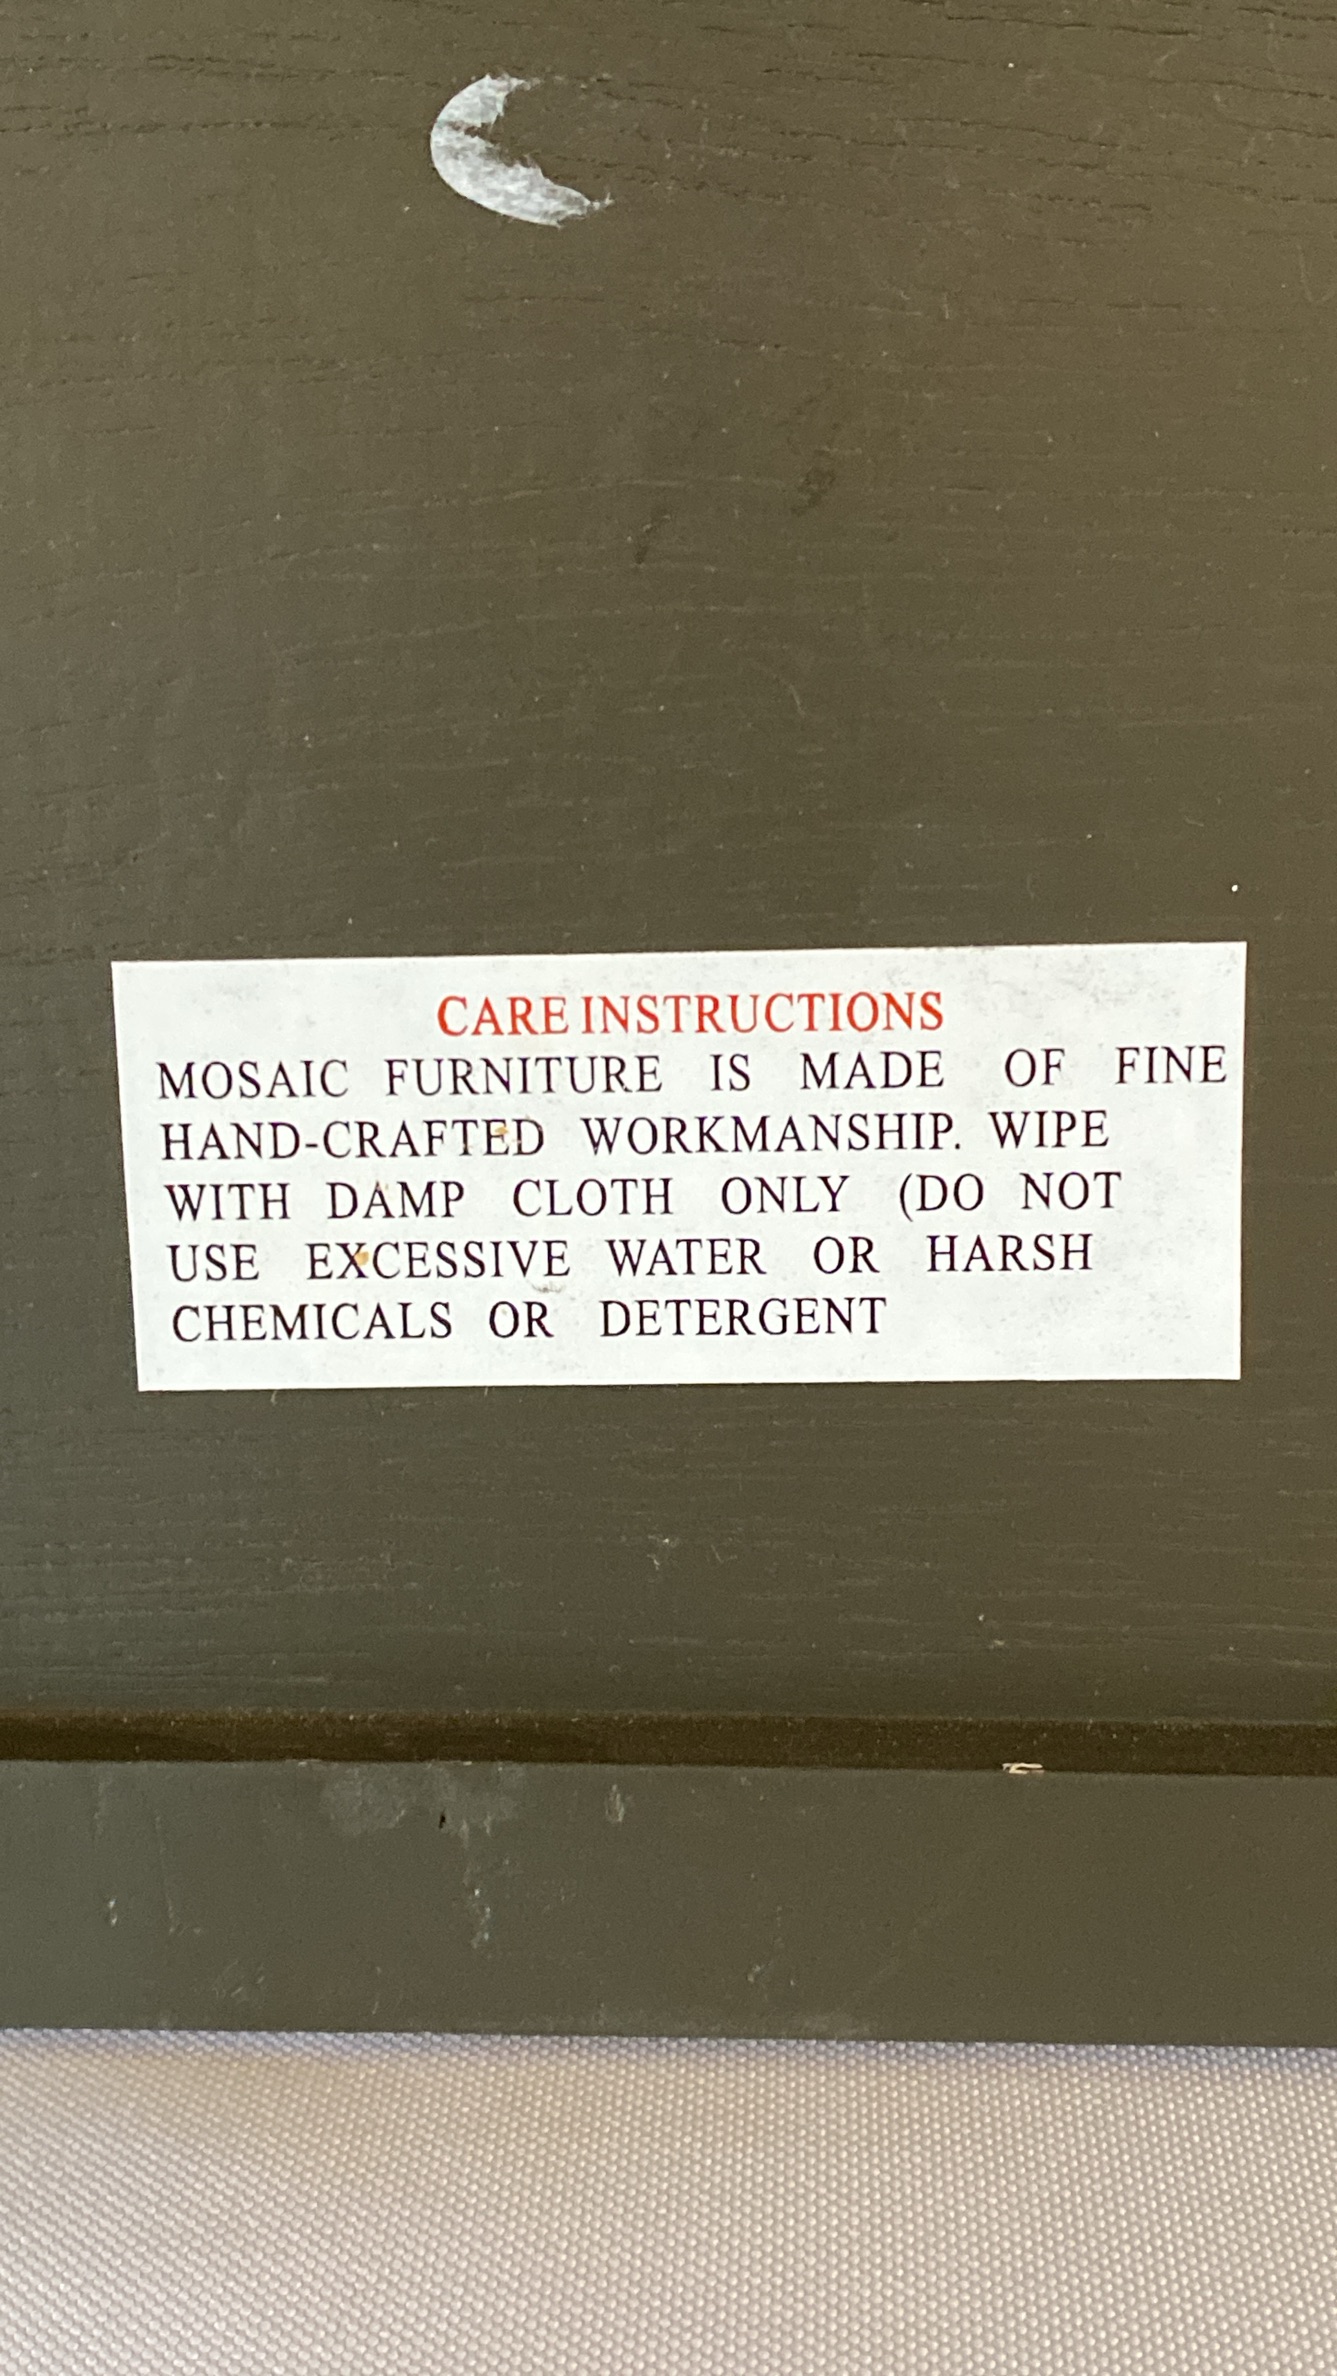 CARE INSTRUCTIONS
MOSAIC FURNITURE IS MADE OF FINE
HAND-CRAFTED WORKMANSHIP. WIPE
WITH DAMP CLOTH ONLY (DO NOT
USE EXCESSIVE WATER OR HARSH
CHEMICALS OR DETERGENT